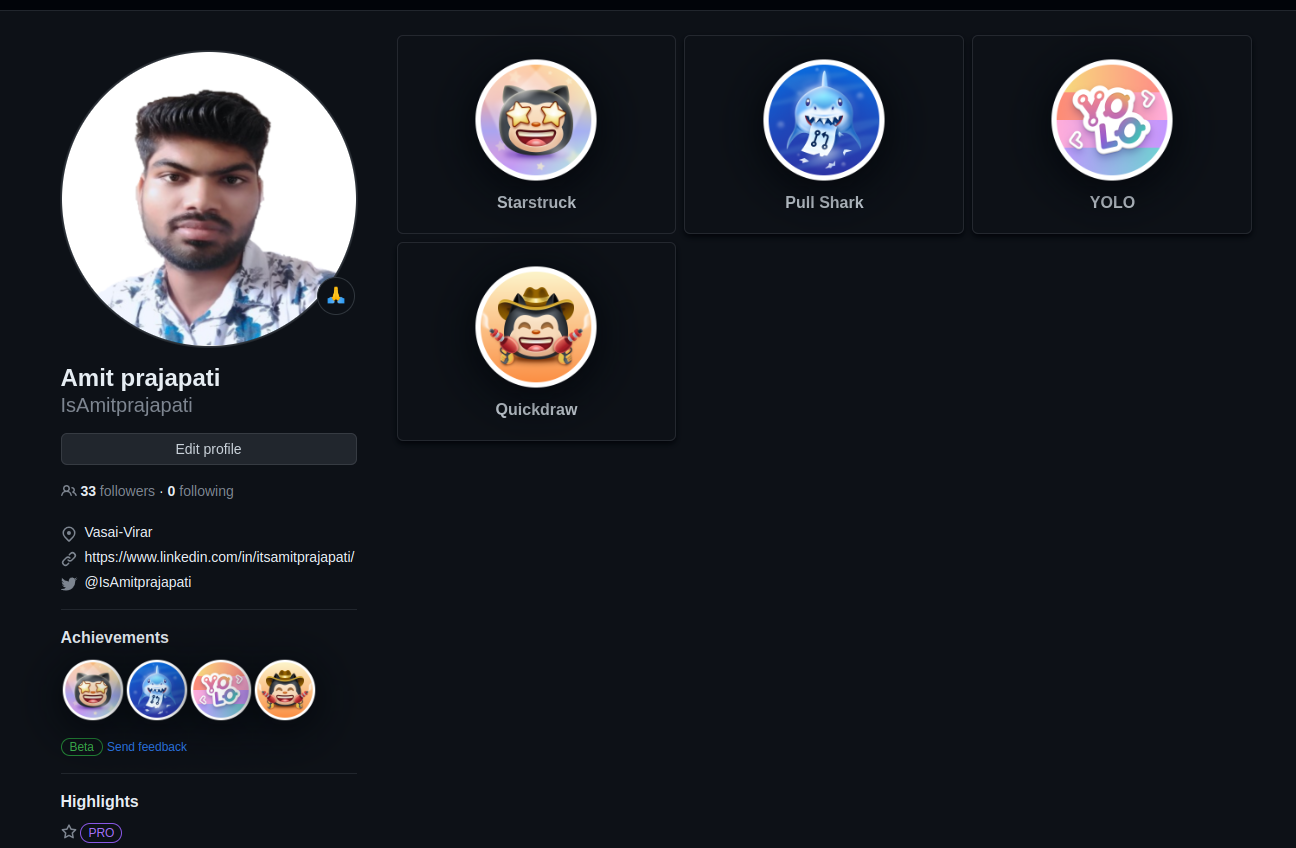 Amit prajapati
IsAmitprajapati
Edit profile
33 followers · 0 following
Vasai-Virar
https://www.linkedin.com/in/itsamitprajapati/
@IsAmitprajapati
Achievements
YOLO
Beta Send feedback
Highlights
PRO
YOLO
Starstruck
Pull Shark
YOLO
Quickdraw